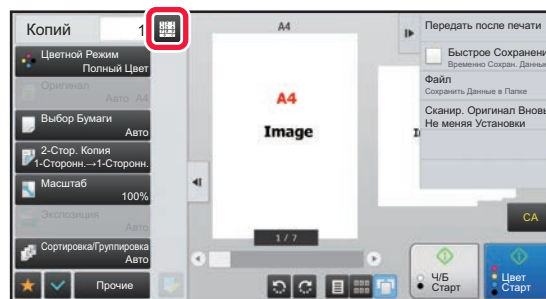 Копий
1
Цветной Режим
Полный Цвет
Оригинал
Авто A4
Выбор Бумаги
Авто
2-Стор. Копия
1-Сторонн.→1-Сторонн.
Масштаб
100%
Экспозиция
Авто
Сортировка/Группировка
Авто
Прочие
A4
A4
Image
1 / 7
Передать после печати
Быстрое Сохранени
Временно Сохран. Данные
Файл
Сохранить Данные в Папке
Сканир. Оригинал Вновь
Не меняя Установки
CA
Ч/Б
Старт
Цвет
Старт